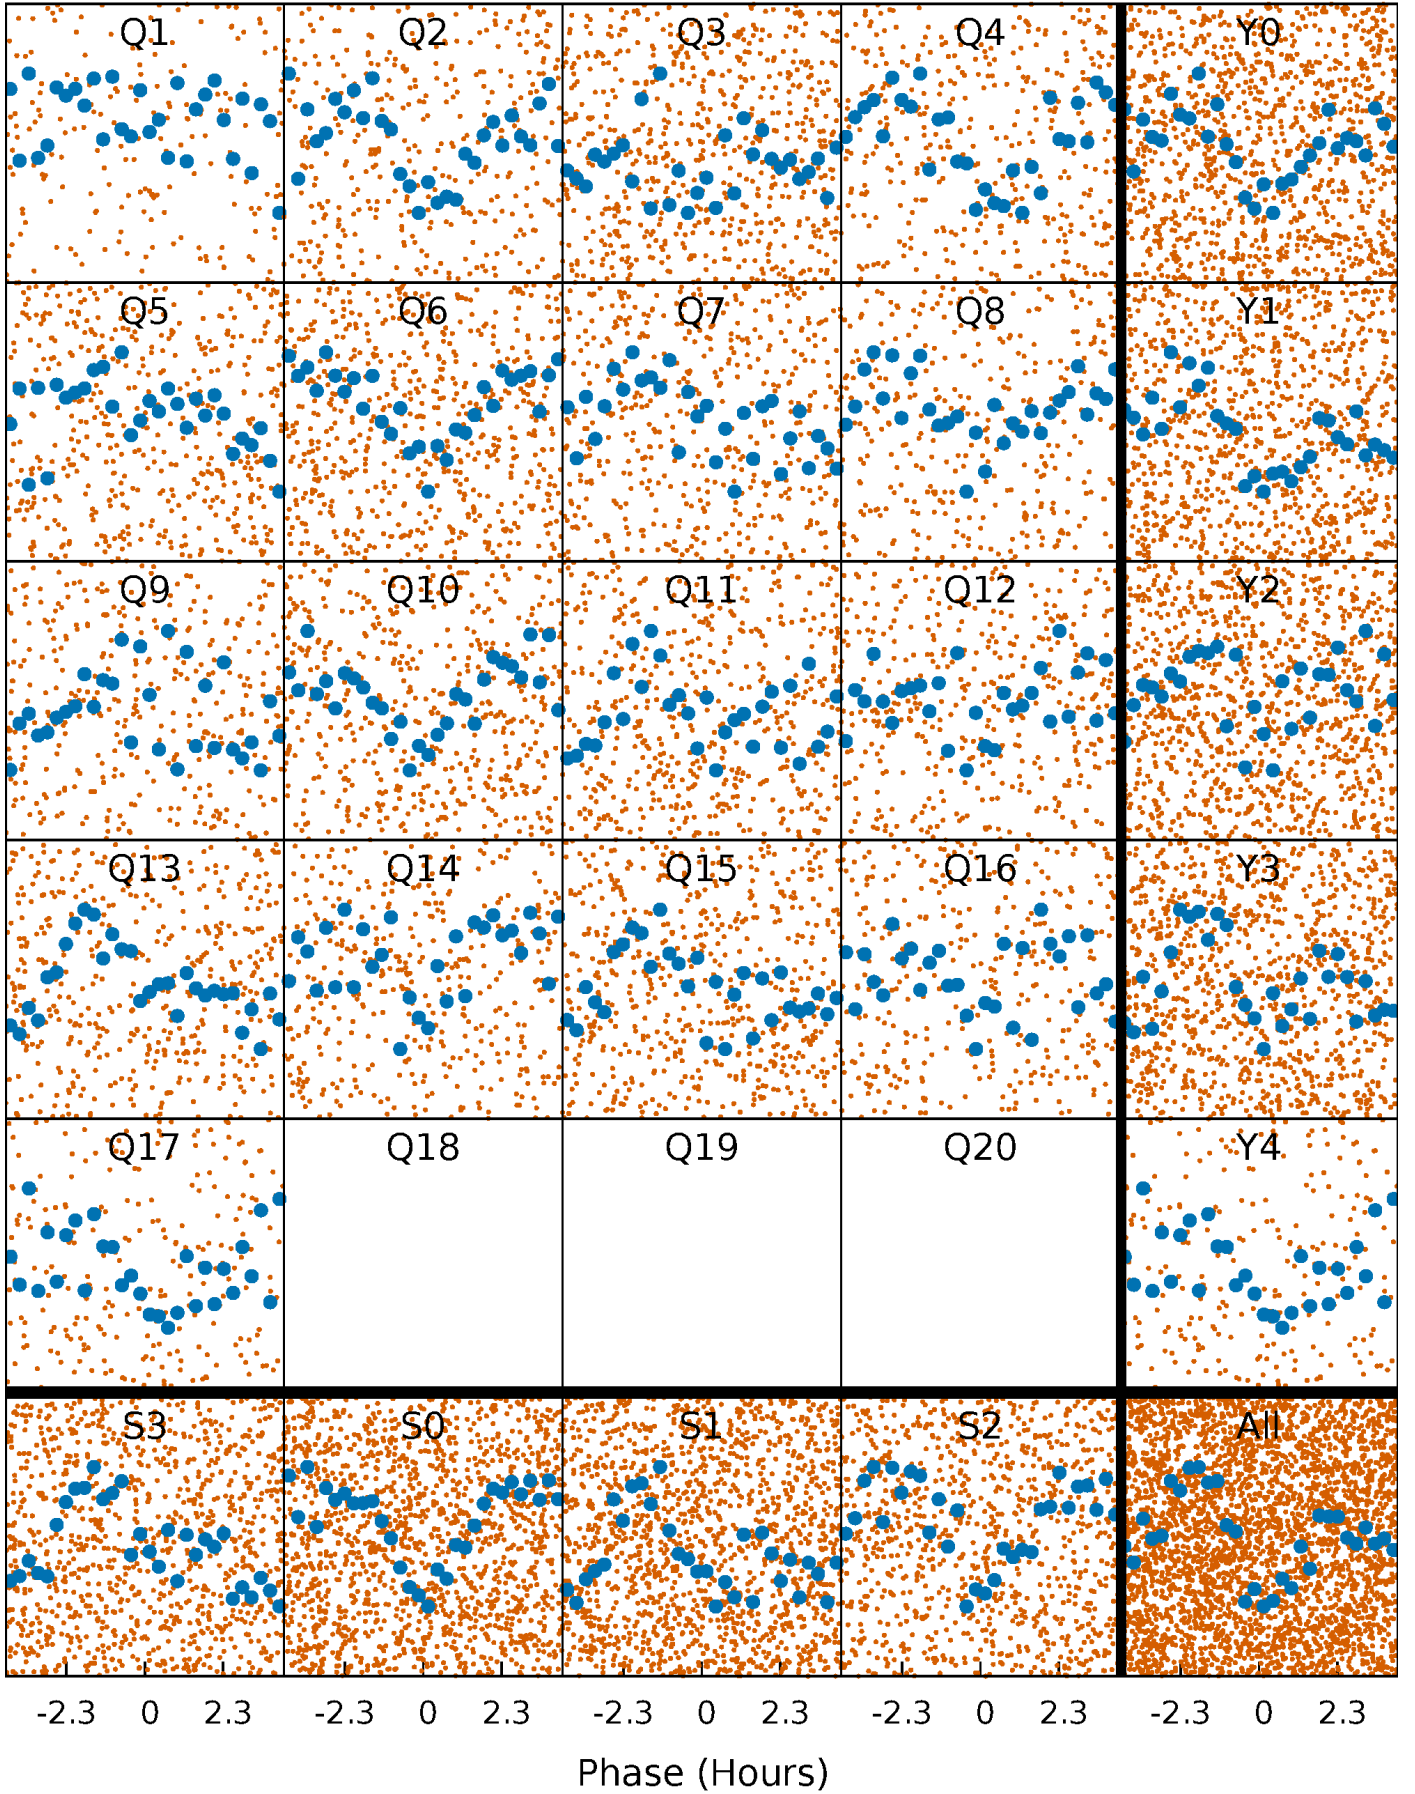 Q1 Q2 Q3 Q4 Y0
Q5 Q6 Q7 Q8 Y1
Q9 Q10 Q11 Q12 Y2
Q13 Q14 Q15 Q16 Y3
Q17 Q18 Q19 Q20 Y4
S3 S0 S1 S2 All
-2.3 0 2.3 -2.3 0 2.3 -2.3 0 2.3 -2.3 0 2.3 -2.3 0 2.3
Phase (Hours)